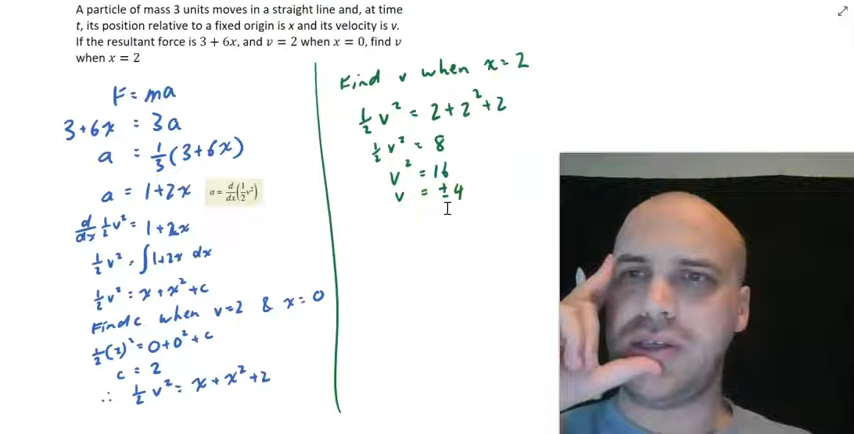 A particle of mass 3 units moves in a straight line and, at time
t, its position relative to a fixed origin is x and its velocity is v.
If the resultant force is 3 + 6x, and v = 2 when x = 0, find v
when x = 2
F = ma
3+6x = 3a
a = 1/3(3+6x)
a = 1+2x
a = d/dx(1/2v²)
d/dx 1/2v² = 1+2x
1/2v² = ∫1+2x dx
1/2v² = x+x²+c
Find c when v=2 & x=0
1/2(2)² = 0+0²+c
c = 2
∴ 1/2v² = x+x²+2
Find v when x=2
1/2v² = 2+2²+2
1/2v² = 8
v² = 16
v = ±4